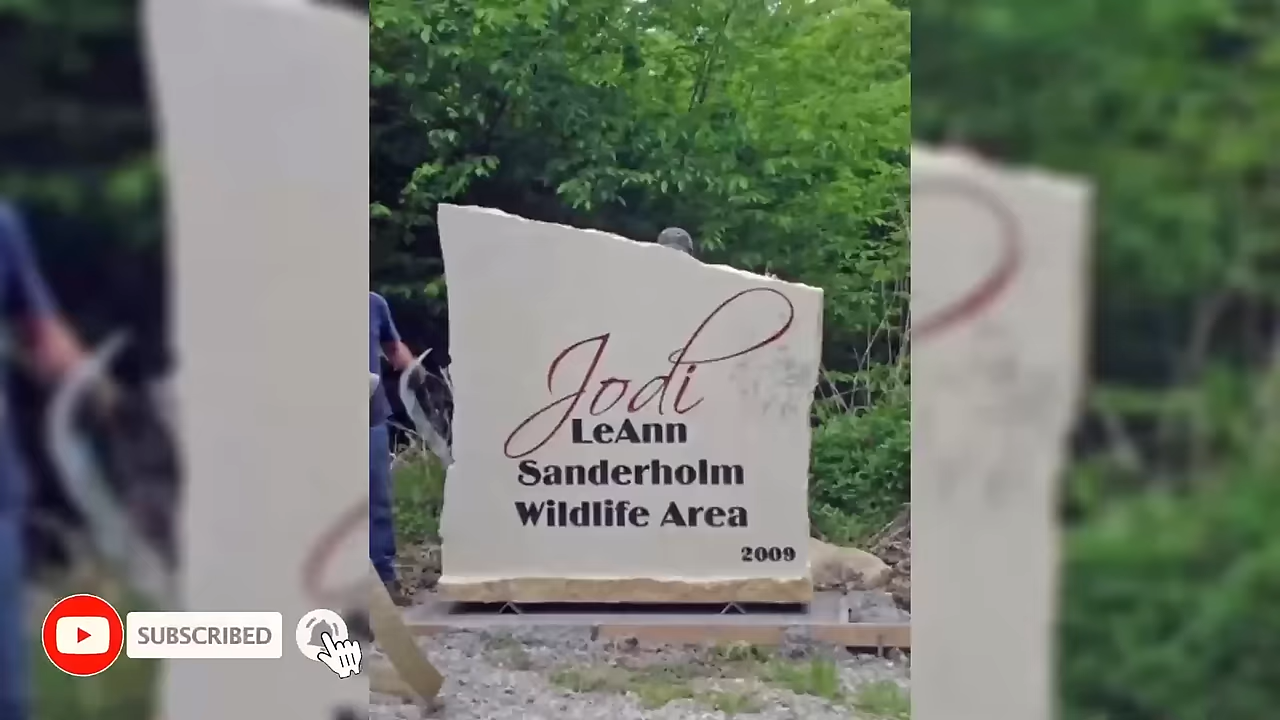 Jodi
LeAnn
Sanderholm
Wildlife Area
2009
SUBSCRIBED